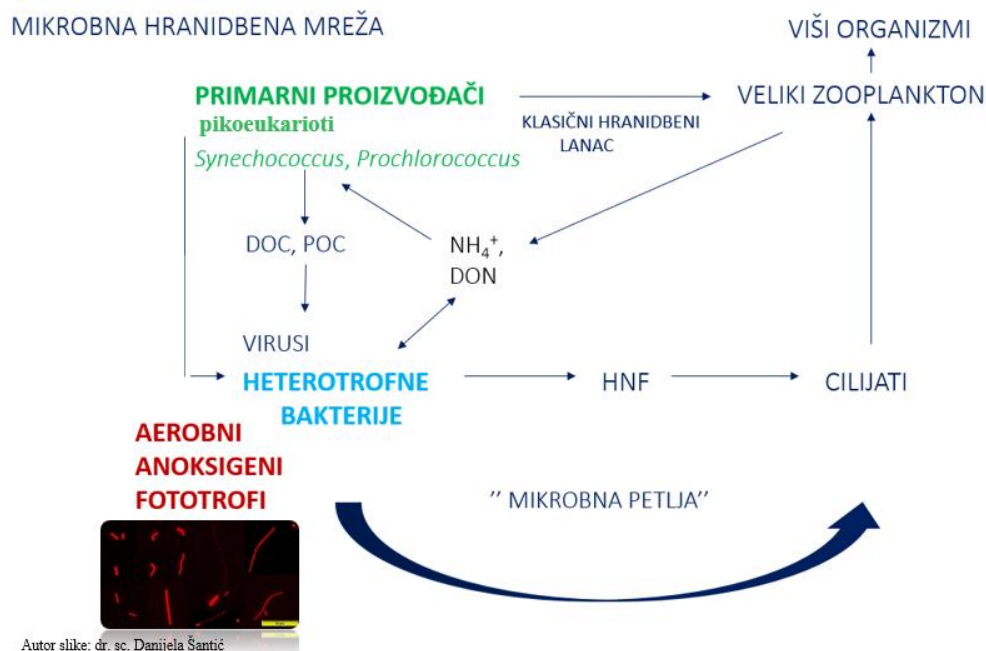 MIKROBNA HRANIDBENA MREŽA
VIŠI ORGANIZMI
PRIMARNI PROIZVOĐAČI
pikoeukarioti
Synechococcus, Prochlorococcus
KLASIČNI HRANIDBENI
LANAC
VELIKI ZOOPLANKTON
DOC, POC
NH₄⁺,
DON
VIRUSI
HETEROTROFNE
BAKTERIJE
HNF
CILIJATI
AEROBNI
ANOKSIGENI
FOTOTROFI
’’ MIKROBNA PETLJA’’
Autor slike: dr. sc. Danijela Šantić